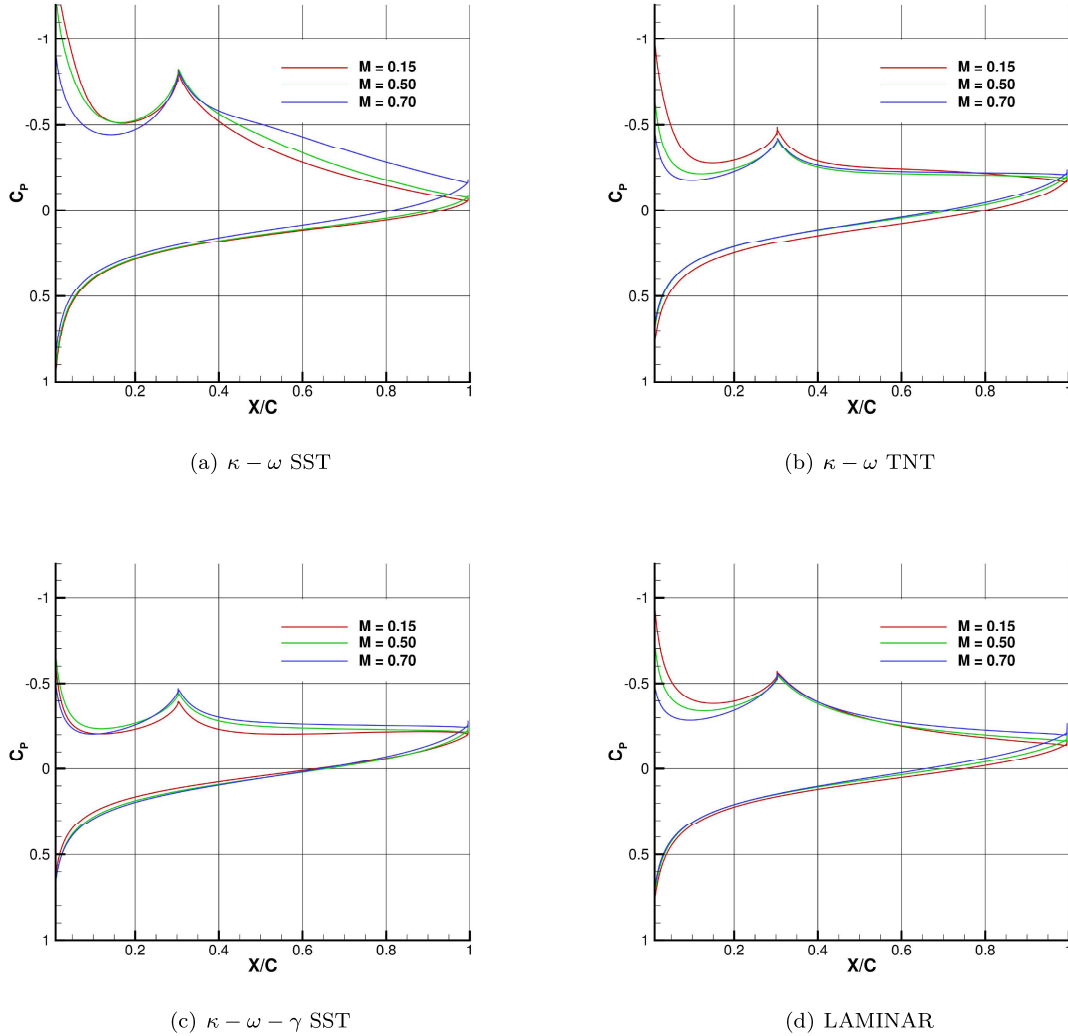 -1
-0.5
0
0.5
1
C_P
M = 0.15
M = 0.50
M = 0.70
0.2 0.4 0.6 0.8 1
X/C
(a) κ − ω SST
-1
-0.5
0
0.5
1
C_P
M = 0.15
M = 0.50
M = 0.70
0.2 0.4 0.6 0.8 1
X/C
(b) κ − ω TNT
-1
-0.5
0
0.5
1
C_P
M = 0.15
M = 0.50
M = 0.70
0.2 0.4 0.6 0.8 1
X/C
(c) κ − ω − γ SST
-1
-0.5
0
0.5
1
C_P
M = 0.15
M = 0.50
M = 0.70
0.2 0.4 0.6 0.8 1
X/C
(d) LAMINAR